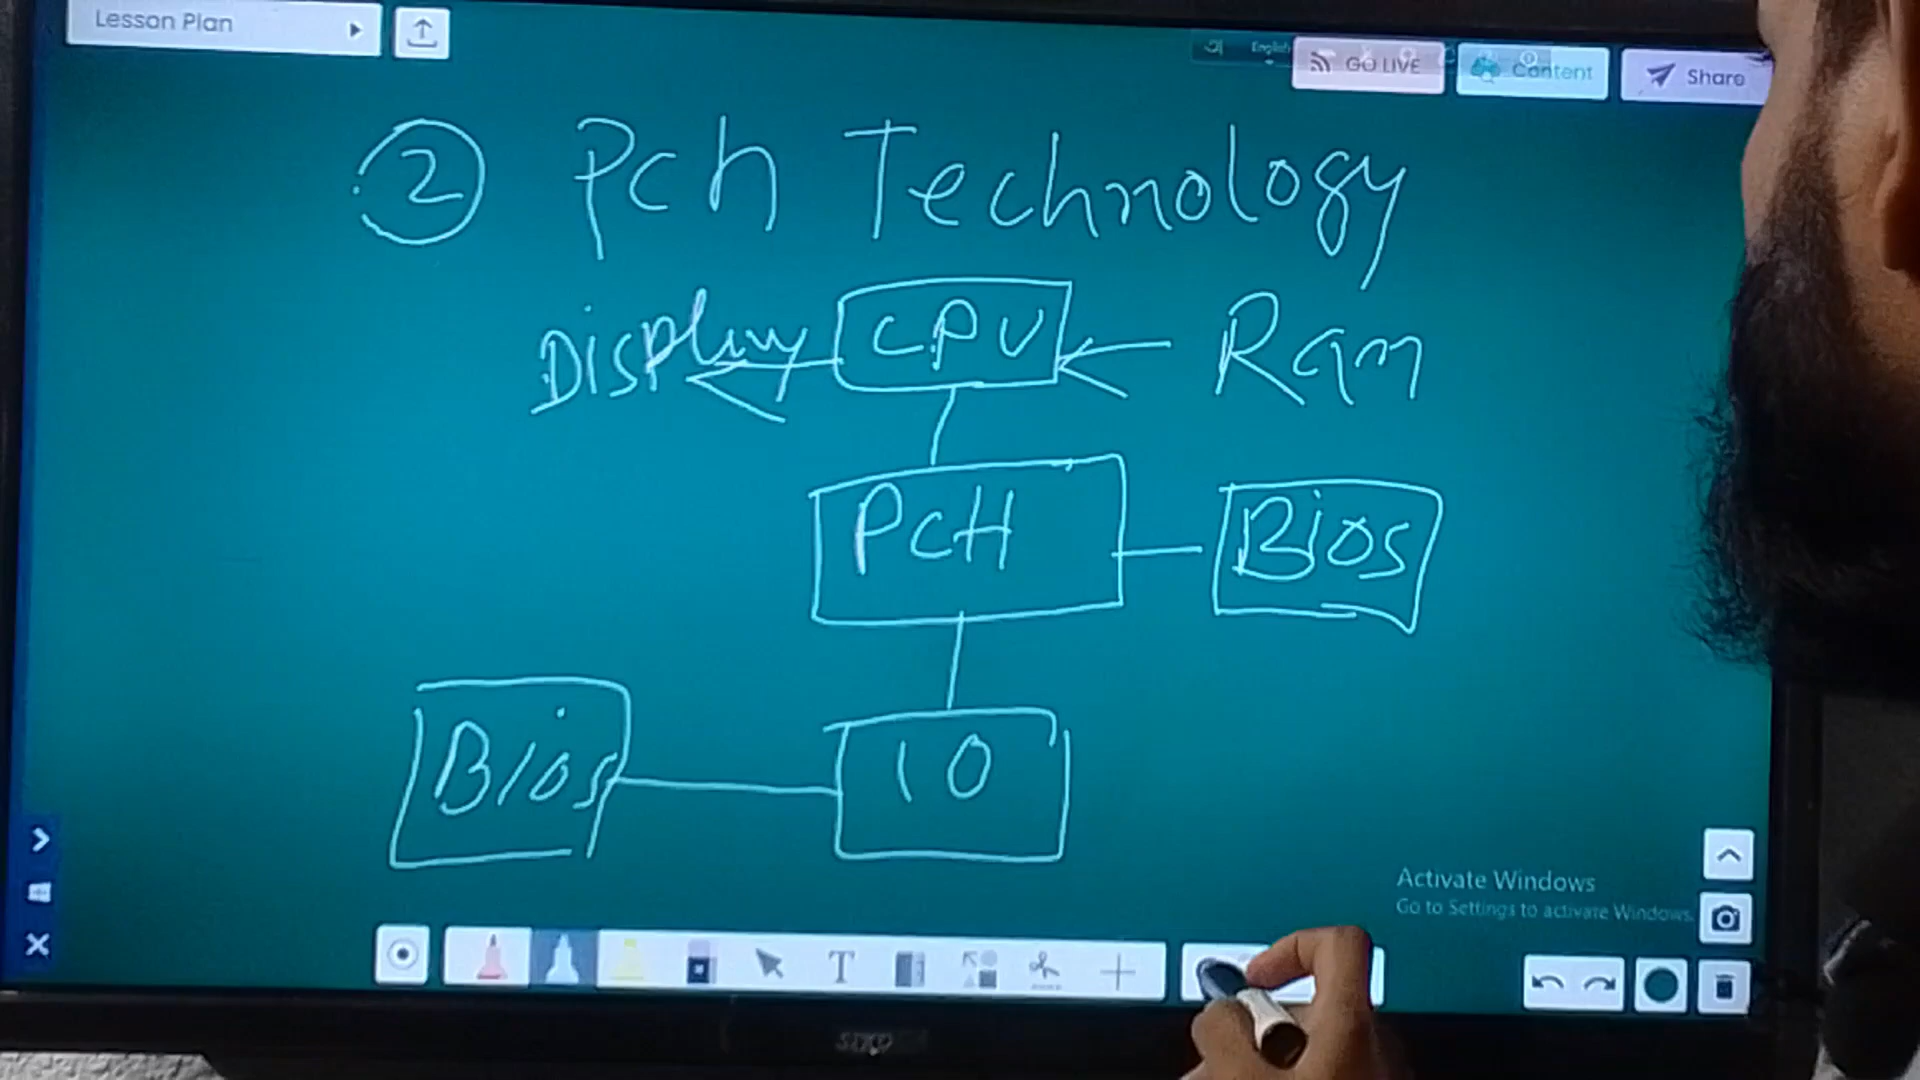 Lesson Plan
English
GO LIVE
Content
Share
2 Pch Technology
Display CPU Ram
PCH Bios
Bios IO
Activate Windows
Go to Settings to activate Windows.
T